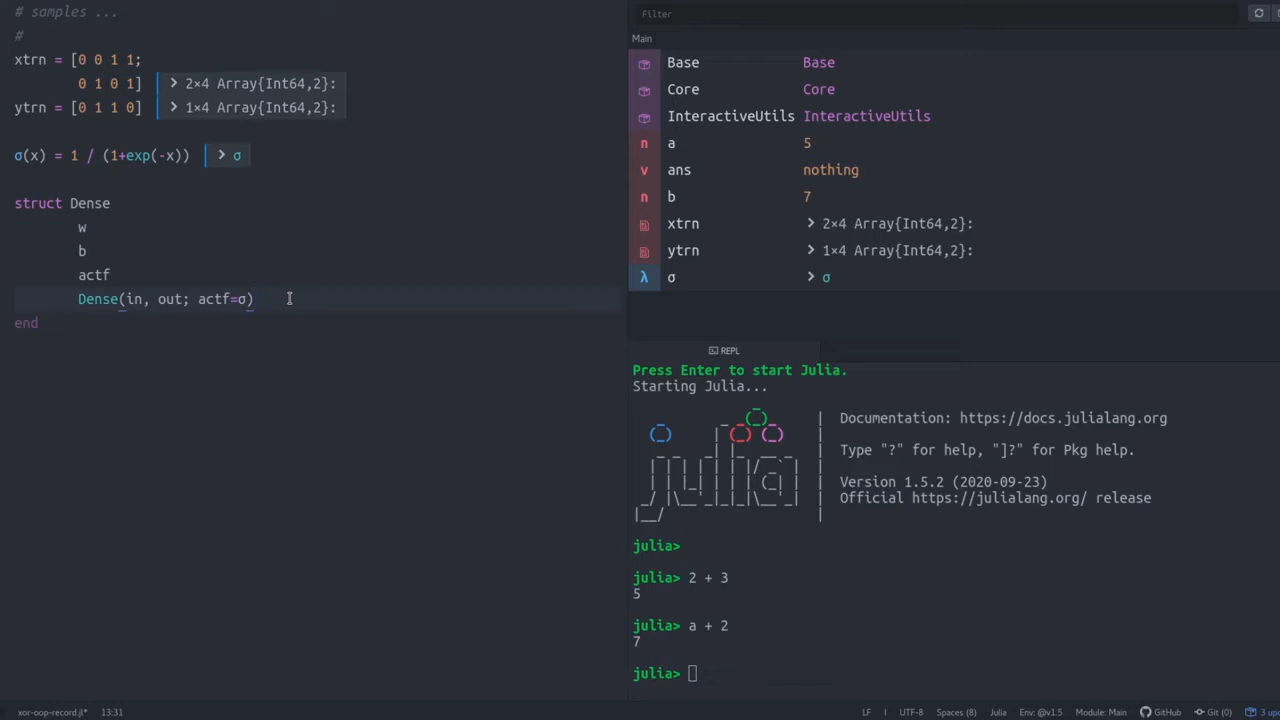 # samples ...
#
xtrn = [0 0 1 1;
0 1 0 1] > 2×4 Array{Int64,2}:
ytrn = [0 1 1 0] > 1×4 Array{Int64,2}:
σ(x) = 1 / (1+exp(-x)) > σ
struct Dense
w
b
actf
Dense(in, out; actf=σ)
end
Filter
Main
Base Base
Core Core
InteractiveUtils InteractiveUtils
n a 5
v ans nothing
n b 7
xtrn > 2×4 Array{Int64,2}:
ytrn > 1×4 Array{Int64,2}:
λ σ > σ
REPL
Press Enter to start Julia.
Starting Julia...
| Documentation: https://docs.julialang.org
| Type "?" for help, "]?" for Pkg help.
| Version 1.5.2 (2020-09-23)
| Official https://julialang.org/ release
julia>
julia> 2 + 3
5
julia> a + 2
7
julia>
xor-oop-record.jl* 13:31 LF UTF-8 Spaces (8) Julia Env: @v1.5 Module: Main GitHub Git (0)